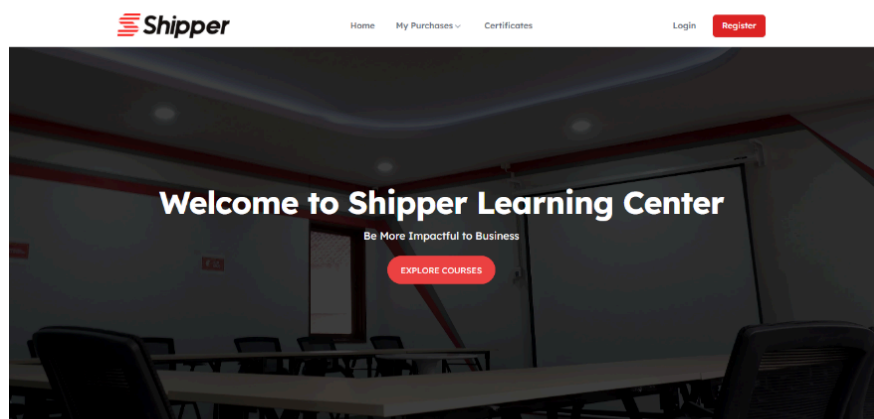 Shipper
Home My Purchases Certificates Login Register
Welcome to Shipper Learning Center
Be More Impactful to Business
EXPLORE COURSES